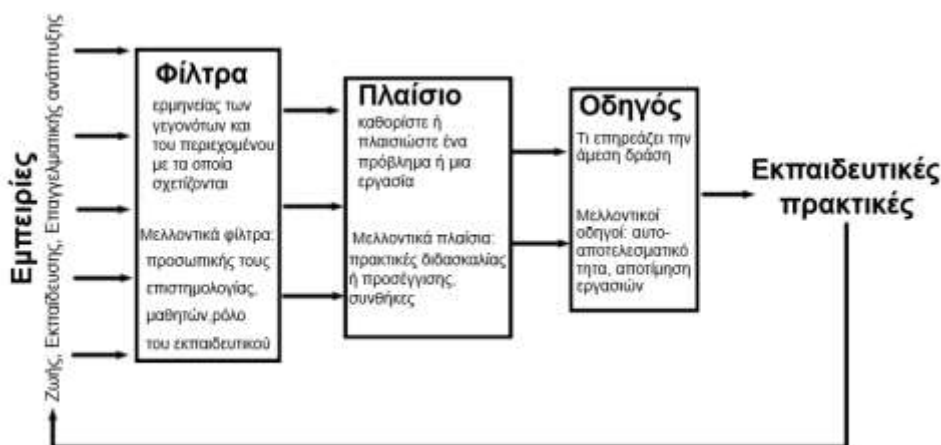 Εμπειρίες
Ζωής, Εκπαίδευσης, Επαγγελματικής ανάπτυξης
Φίλτρα
ερμηνείας των
γεγονότων και
του περιεχομένου
με τα οποία
σχετίζονται
Μελλοντικά φίλτρα:
προσωπικής τους
επιστημολογίας,
μαθητών,ρόλο
του εκπαιδευτικού
Πλαίσιο
καθορίστε ή
πλαισιώστε ένα
πρόβλημα ή μια
εργασία
Μελλοντικά πλαίσια:
πρακτικές διδασκαλίας
ή προσέγγισης,
συνθήκες
Οδηγός
Τι επηρεάζει την
άμεση δράση
Μελλοντικοί
οδηγοί: αυτο-
αποτελεσματικό
τητα, αποτίμηση
εργασιών
Εκπαιδευτικές
πρακτικές